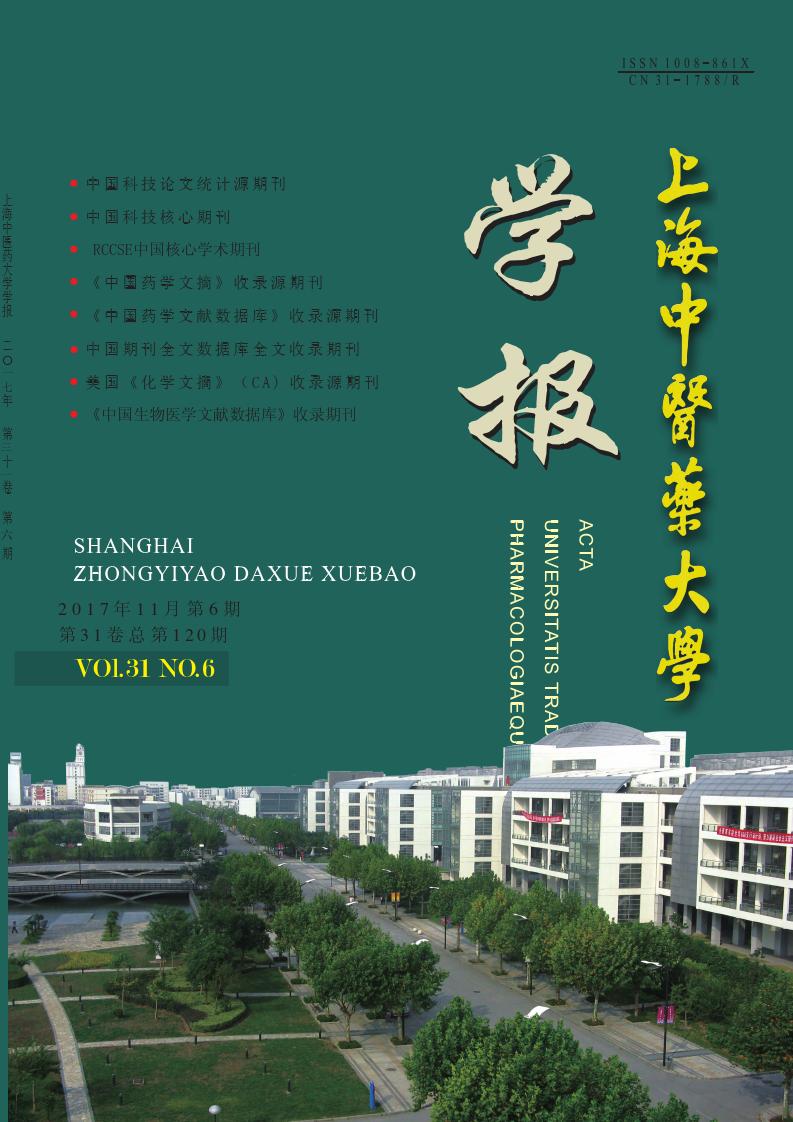 ISSN 1008-861X
CN 31-1788/R
上海中醫藥大學
学报
中国科技论文统计源期刊
中国科技核心期刊
RCCSE中国核心学术期刊
《中国药学文摘》收录源期刊
《中国药学文献数据库》收录源期刊
中国期刊全文数据库全文收录期刊
美国《化学文摘》（CA）收录源期刊
《中国生物医学文献数据库》收录期刊
上海中医药大学学报 二〇一七年 第三十一卷 第六期
ACTA
UNIVERSITATIS TRAD
PHARMACOLOGIAEQU
SHANGHAI
ZHONGYIYAO DAXUE XUEBAO
2017年11月第6期
第31卷总第120期
VOl.31 NO.6